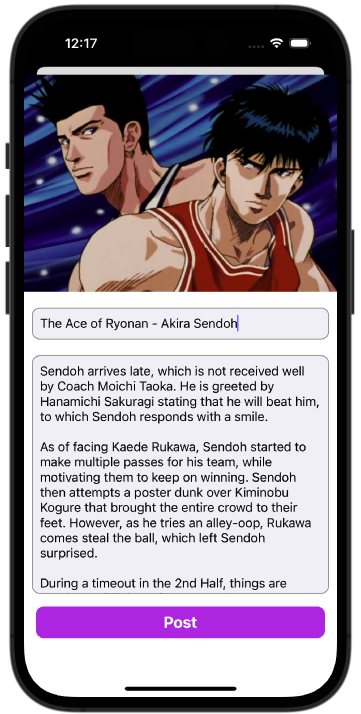 12:17
The Ace of Ryonan - Akira Sendoh
Sendoh arrives late, which is not received well
by Coach Moichi Taoka. He is greeted by
Hanamichi Sakuragi stating that he will beat him,
to which Sendoh responds with a smile.
As of facing Kaede Rukawa, Sendoh started to
make multiple passes for his team, while
motivating them to keep on winning. Sendoh
then attempts a poster dunk over Kiminobu
Kogure that brought the entire crowd to their
feet. However, as he tries an alley-oop, Rukawa
comes steal the ball, which left Sendoh
surprised.
During a timeout in the 2nd Half, things are
Post